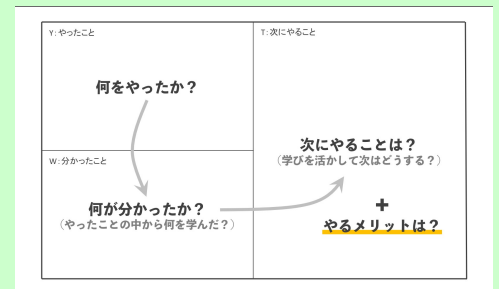 Y:やったこと
何をやったか？
W:分かったこと
何が分かったか？
（やったことの中から何を学んだ？）
T:次にやること
次にやることは？
（学びを活かして次はどうする？）
+
やるメリットは？